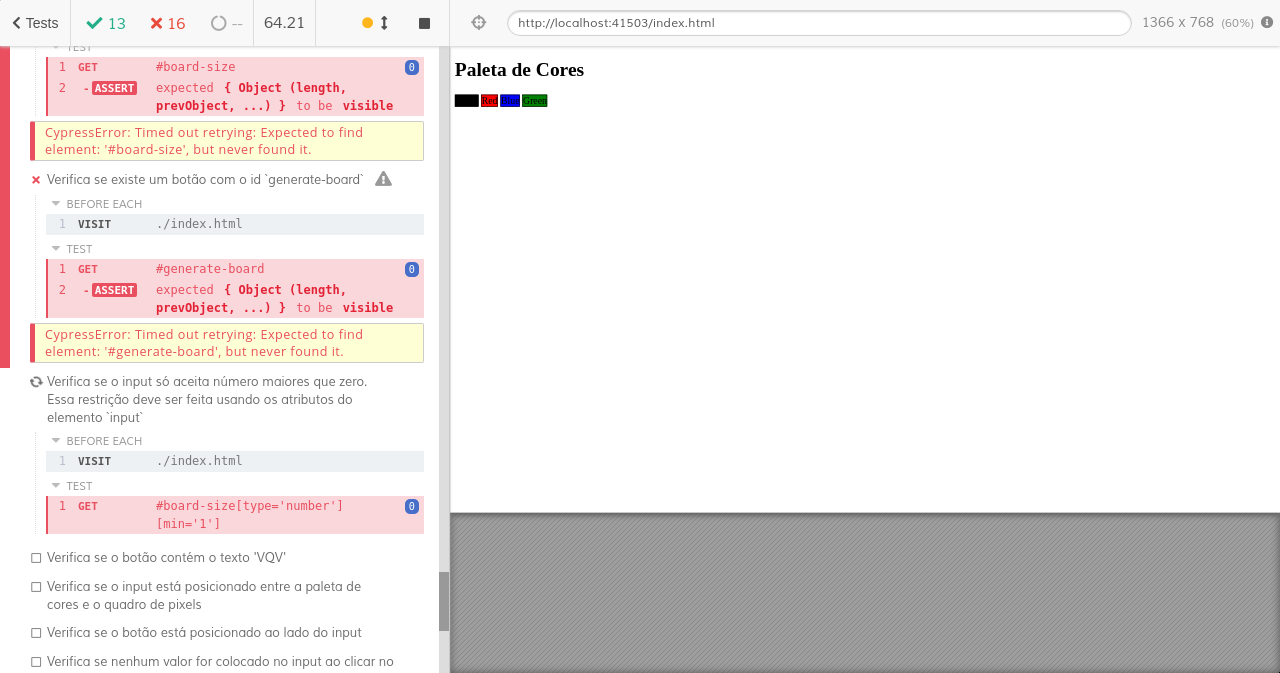 Tests
13
16
--
64.21
http://localhost:41503/index.html
1366 x 768 (60%)
TEST
1 GET #board-size 0
2 - ASSERT expected { Object (length,
prevObject, ...) } to be visible
CypressError: Timed out retrying: Expected to find
element: '#board-size', but never found it.
Verifica se existe um botão com o id `generate-board`
BEFORE EACH
1 VISIT ./index.html
TEST
1 GET #generate-board 0
2 - ASSERT expected { Object (length,
prevObject, ...) } to be visible
CypressError: Timed out retrying: Expected to find
element: '#generate-board', but never found it.
Verifica se o input só aceita número maiores que zero.
Essa restrição deve ser feita usando os atributos do
elemento `input`
BEFORE EACH
1 VISIT ./index.html
TEST
1 GET #board-size[type='number'] 0
[min='1']
Verifica se o botão contém o texto 'VQV'
Verifica se o input está posicionado entre a paleta de
cores e o quadro de pixels
Verifica se o botão está posicionado ao lado do input
Verifica se nenhum valor for colocado no input ao clicar no
Paleta de Cores
Red Blue Green